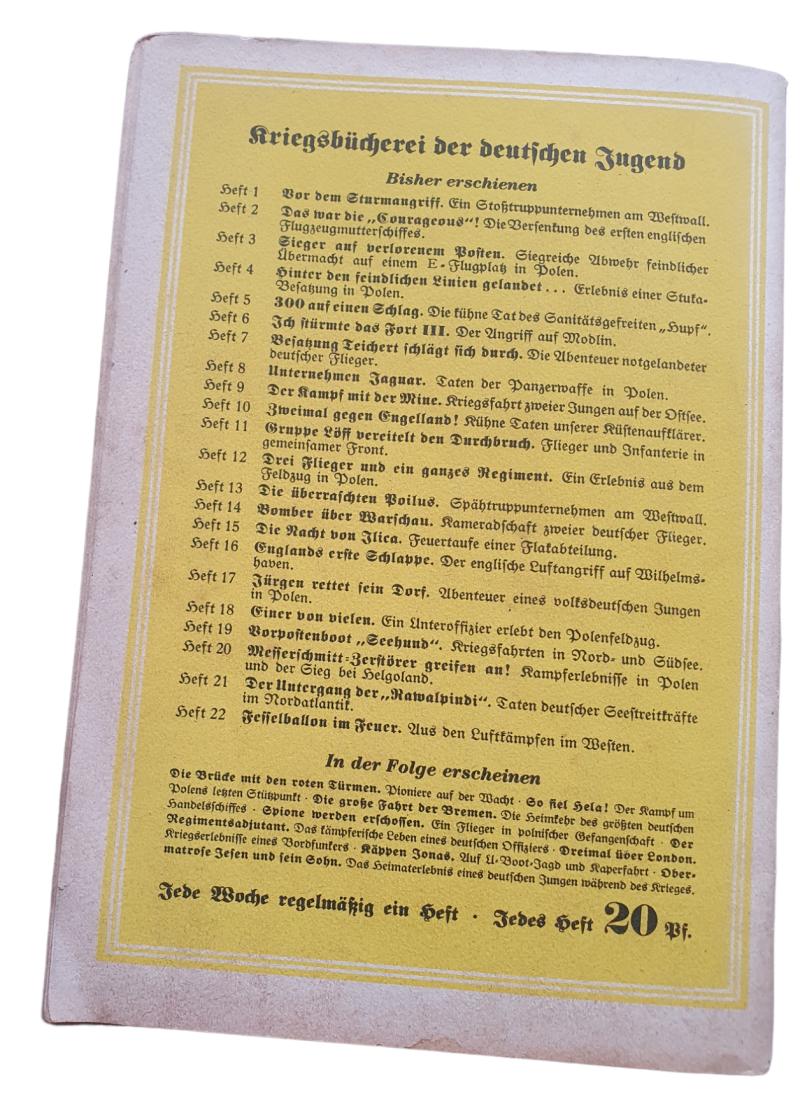 Kriegsbücherei der deutschen Jugend
Bisher erschienen
Heft 1 Vor dem Sturmangriff. Ein Stoßtruppunternehmen am Westwall.
Heft 2 Das war die „Courageous“! Die Versenkung des ersten englischen
Flugzeugmutterschiffes.
Heft 3 Sieger auf verlorenem Posten. Siegreiche Abwehr feindlicher
Übermacht auf einem E-Flugplatz in Polen.
Heft 4 Hinter den feindlichen Linien gelandet... Erlebnis einer Stuka-
Besatzung in Polen.
Heft 5 300 auf einen Schlag. Die kühne Tat des Sanitätsgefreiten „Hupf“.
Heft 6 Ich stürmte das Fort III. Der Angriff auf Modlin.
Heft 7 Besatzung Teichert schlägt sich durch. Die Abenteuer notgelandeter
deutscher Flieger.
Heft 8 Unternehmen Jaguar. Taten der Panzerwaffe in Polen.
Heft 9 Der Kampf mit der Mine. Kriegsfahrt zweier Jungen auf der Ostsee.
Heft 10 Zweimal gegen Engelland! Kühne Taten unserer Küstenaufklärer.
Heft 11 Gruppe Löff vereitelt den Durchbruch. Flieger und Infanterie in
gemeinsamer Front.
Heft 12 Drei Flieger und ein ganzes Regiment. Ein Erlebnis aus dem
Feldzug in Polen.
Heft 13 Die überraschten Poilus. Spähtruppunternehmen am Westwall.
Heft 14 Bomber über Warschau. Kameradschaft zweier deutscher Flieger.
Heft 15 Die Nacht von Ilica. Feuertaufe einer Flakabteilung.
Heft 16 Englands erste Schlappe. Der englische Luftangriff auf Wilhelms-
haven.
Heft 17 Jürgen rettet sein Dorf. Abenteuer eines volksdeutschen Jungen
in Polen.
Heft 18 Einer von vielen. Ein Unteroffizier erlebt den Polenfeldzug.
Heft 19 Vorpostenboot „Seehund“. Kriegsfahrten in Nord- und Südsee.
Heft 20 Messerschmitt-Zerstörer greifen an! Kampferlebnisse in Polen
und der Sieg bei Helgoland.
Heft 21 Der Untergang der „Rawalpindi“. Taten deutscher Seestreitkräfte
im Nordatlantik.
Heft 22 Fesselballon im Feuer. Aus den Luftkämpfen im Westen.
In der Folge erscheinen
Die Brücke mit den roten Türmen. Pioniere auf der Wacht · So fiel Hela! Der Kampf um
Polens letzten Stützpunkt · Die große Fahrt der Bremen. Die Heimkehr des größten deutschen
Handelsschiffes · Spione werden erschossen. Ein Flieger in polnischer Gefangenschaft · Der
Regimentsadjutant. Das kämpferische Leben eines deutschen Offiziers · Dreimal über London.
Kriegserlebnisse eines Bordfunkers · Käppen Jonas. Auf U-Boot-Jagd und Kaperfahrt · Ober-
matrose Jesen und sein Sohn. Das Heimaterlebnis eines deutschen Jungen während des Krieges.
Jede Woche regelmäßig ein Heft · Jedes Heft 20 Pf.